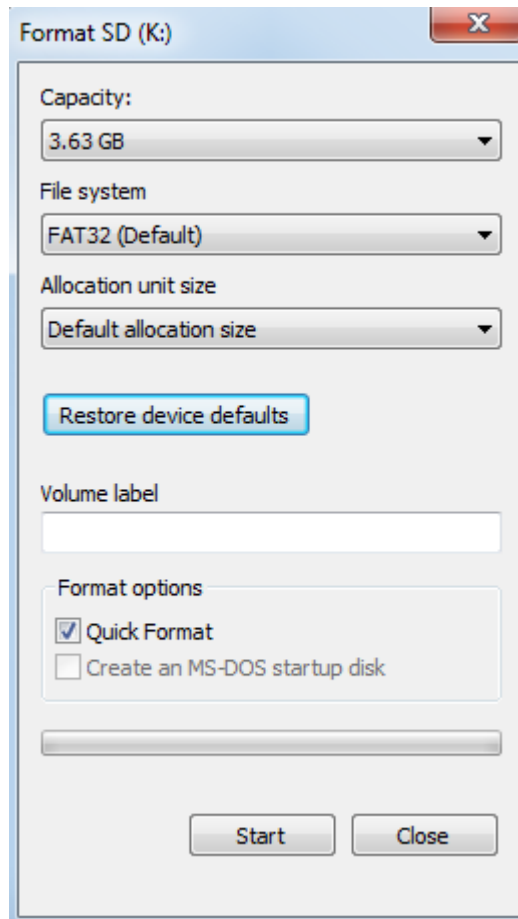 Format SD (K:)
Capacity:
3.63 GB
File system
FAT32 (Default)
Allocation unit size
Default allocation size
Restore device defaults
Volume label
Format options
Quick Format
Create an MS-DOS startup disk
Start Close